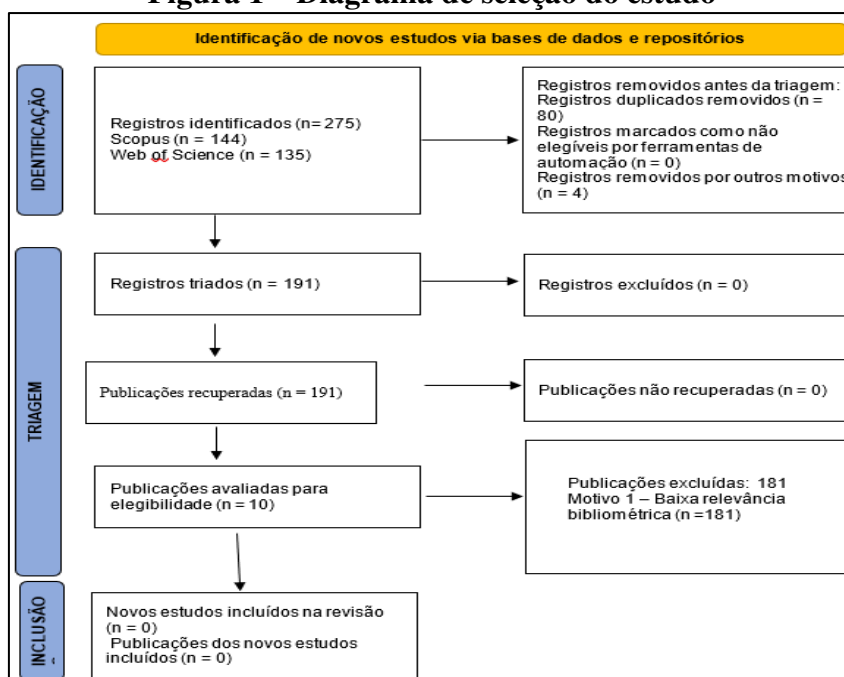 Figura 1 – Diagrama de seleção do estudo
Identificação de novos estudos via bases de dados e repositórios
IDENTIFICAÇÃO
Registros identificados (n= 275)
Scopus (n = 144)
Web of Science (n = 135)
Registros removidos antes da triagem:
Registros duplicados removidos (n =
80)
Registros marcados como não
elegíveis por ferramentas de
automação (n = 0)
Registros removidos por outros motivos
(n = 4)
TRIAGEM
Registros triados (n = 191)
Registros excluídos (n = 0)
Publicações recuperadas (n = 191)
Publicações não recuperadas (n = 0)
Publicações avaliadas para
elegibilidade (n = 10)
Publicações excluídas: 181
Motivo 1 – Baixa relevância
bibliométrica (n =181)
INCLUSÃO
Novos estudos incluídos na revisão
(n = 0)
Publicações dos novos estudos
incluídos (n = 0)